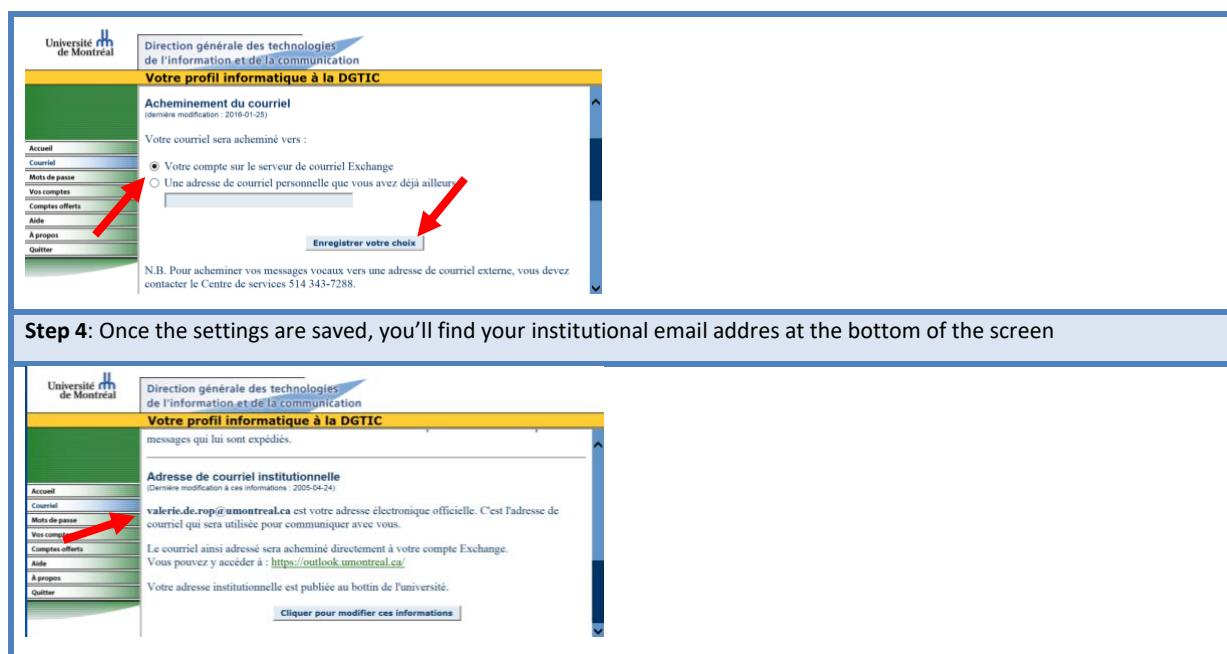 Université
de Montréal
Direction générale des technologies
de l'information et de la communication
Votre profil informatique à la DGTIC
Acheminement du courriel
(dernière modification : 2016-01-25)
Votre courriel sera acheminé vers :
Accueil
Courriel
Mots de passe
Vos comptes
Comptes offerts
Aide
À propos
Quitter
Votre compte sur le serveur de courriel Exchange
Une adresse de courriel personnelle que vous avez déjà ailleurs
Enregistrer votre choix
N.B. Pour acheminer vos messages vocaux vers une adresse de courriel externe, vous devez
contacter le Centre de services 514 343-7288.
Step 4: Once the settings are saved, you'll find your institutional email addres at the bottom of the screen
Université
de Montréal
Direction générale des technologies
de l'information et de la communication
Votre profil informatique à la DGTIC
messages qui lui sont expédiés.
Adresse de courriel institutionnelle
(Dernière modification à ces informations : 2005-04-24)
Accueil
Courriel
Mots de passe
Vos comptes
Comptes offerts
Aide
À propos
Quitter
valerie.de.rop@umontreal.ca est votre adresse électronique officielle. C'est l'adresse de
courriel qui sera utilisée pour communiquer avec vous.
Le courriel ainsi adressé sera acheminé directement à votre compte Exchange.
Vous pouvez y accéder à : https://outlook.umontreal.ca/
Votre adresse institutionnelle est publiée au bottin de l'université.
Cliquer pour modifier ces informations